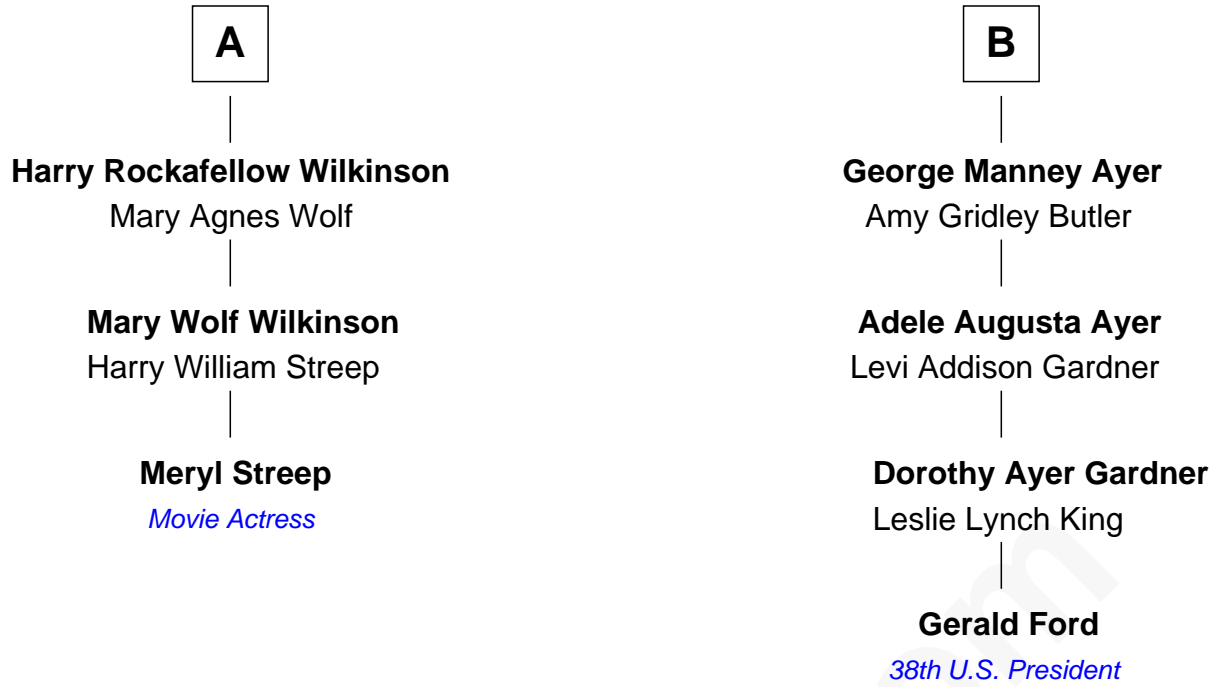 A
Harry Rockafellow Wilkinson
Mary Agnes Wolf
Mary Wolf Wilkinson
Harry William Streep
Meryl Streep
Movie Actress
B
George Manney Ayer
Amy Gridley Butler
Adele Augusta Ayer
Levi Addison Gardner
Dorothy Ayer Gardner
Leslie Lynch King
Gerald Ford
38th U.S. President